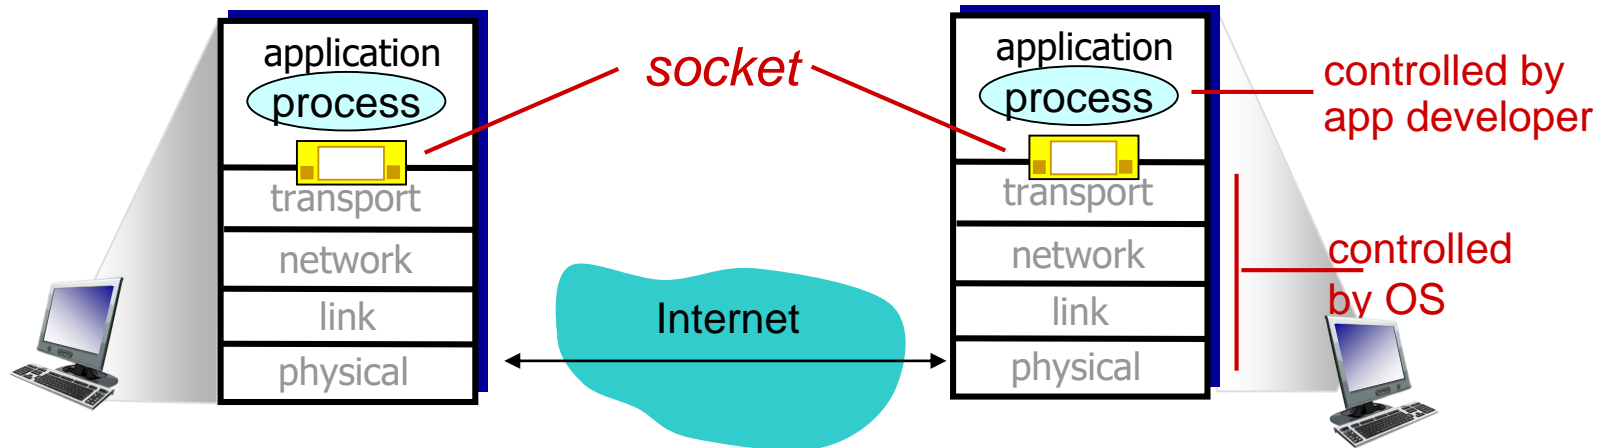 application
process
transport
network
link
physical
socket
Internet
application
process
transport
network
link
physical
controlled by
app developer
controlled
by OS